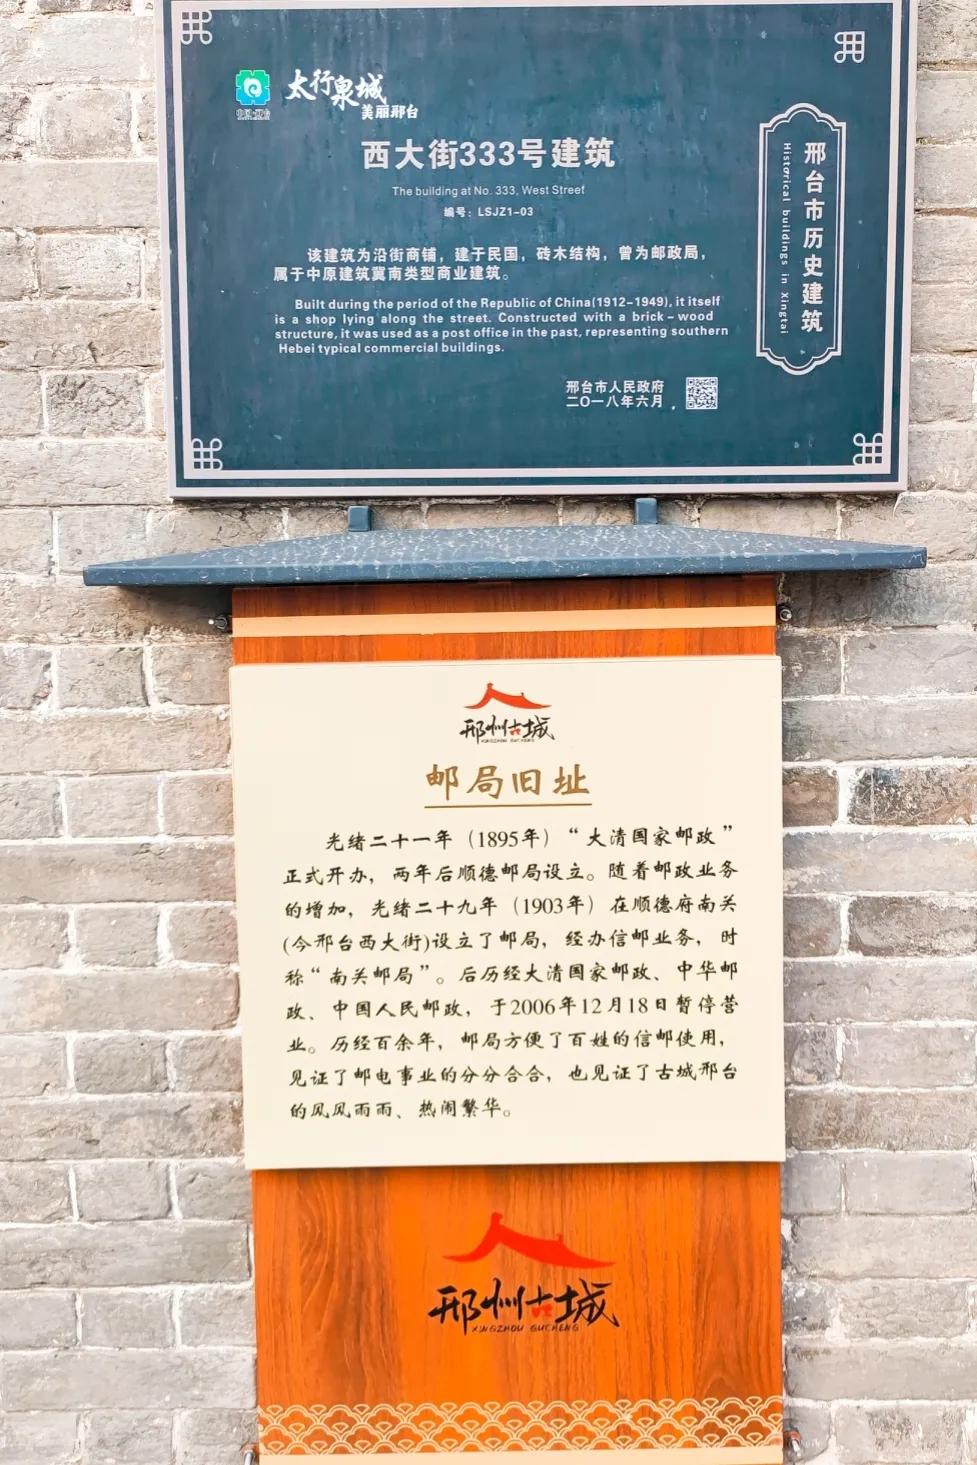 太行泉城
美丽邢台
中国·邢台
西大街333号建筑
The building at No. 333, West Street
编号：LSJZ1-03
该建筑为沿街商铺，建于民国，砖木结构，曾为邮政局，
属于中原建筑冀南类型商业建筑。
Built during the period of the Republic of China(1912-1949), it itself
is a shop lying along the street. Constructed with a brick-wood
structure, it was used as a post office in the past, representing southern
Hebei typical commercial buildings.
邢台市人民政府
二〇一八年六月
邢台市历史建筑
Historical buildings in Xingtai
邢州古城
XINGZHOU GUCHENG
邮局旧址
光绪二十一年（1895年）“大清国家邮政”
正式开办，两年后顺德邮局设立。随着邮政业务
的增加，光绪二十九年（1903年）在顺德府南关
(今邢台西大街)设立了邮局，经办信邮业务，时
称“南关邮局”。后历经大清国家邮政、中华邮
政、中国人民邮政，于2006年12月18日暂停营
业。历经百余年，邮局方便了百姓的信邮使用，
见证了邮电事业的分分合合，也见证了古城邢台
的风风雨雨、热闹繁华。
邢州古城
XINGZHOU GUCHENG